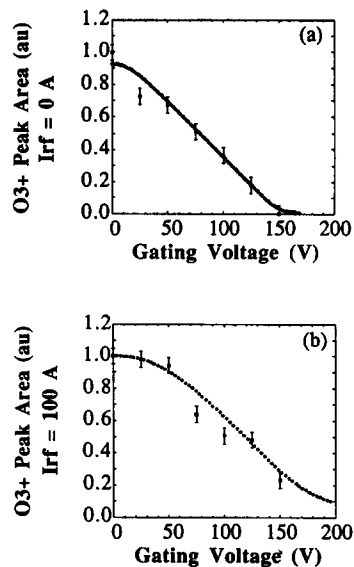 (a)
O3+ Peak Area (au)
Irf = 0 A
1.0
0.8
0.6
0.4
0.2
0.0
0
50
100
150
200
Gating Voltage (V)
(b)
O3+ Peak Area (au)
Irf = 100 A
1.2
1.0
0.8
0.6
0.4
0.2
0.0
0
50
100
150
200
Gating Voltage (V)